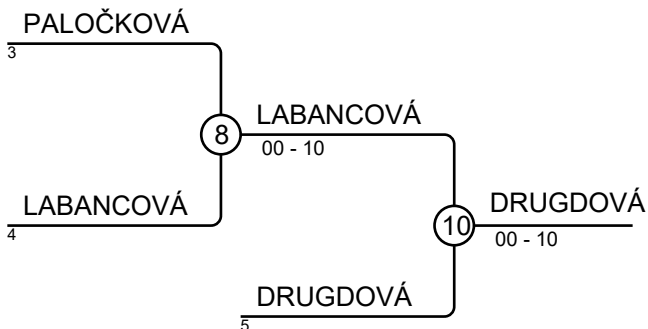 PALOČKOVÁ
3
8
LABANCOVÁ
00 - 10
LABANCOVÁ
4
10
DRUGDOVÁ
00 - 10
DRUGDOVÁ
5